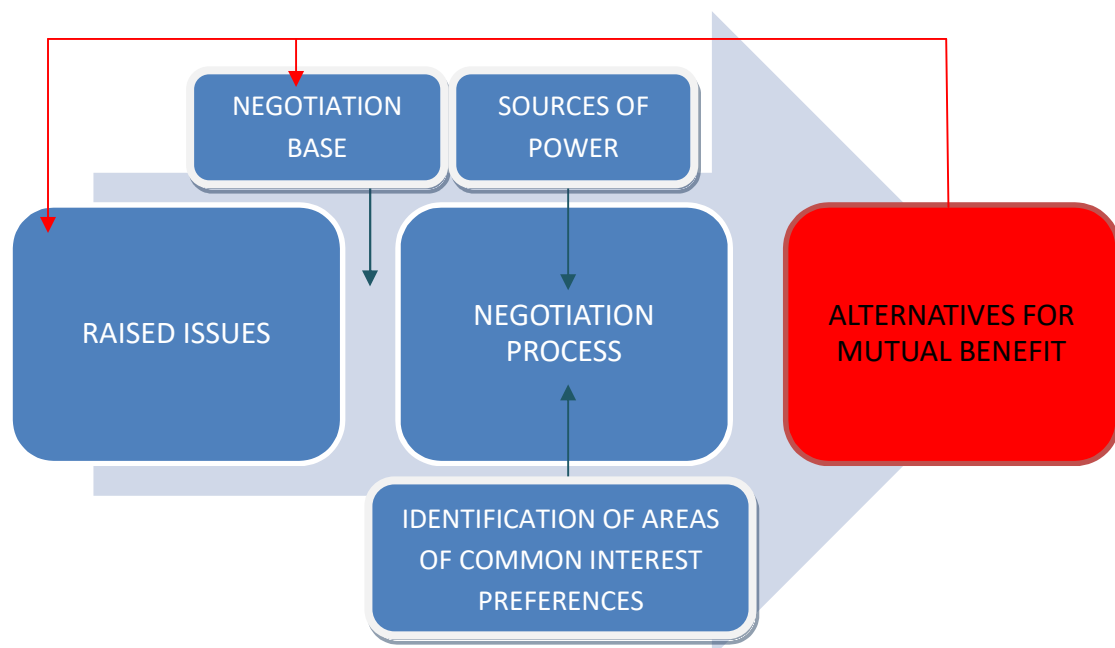 NEGOTIATION
BASE
SOURCES OF
POWER
RAISED ISSUES
NEGOTIATION
PROCESS
ALTERNATIVES FOR
MUTUAL BENEFIT
IDENTIFICATION OF AREAS
OF COMMON INTEREST
PREFERENCES